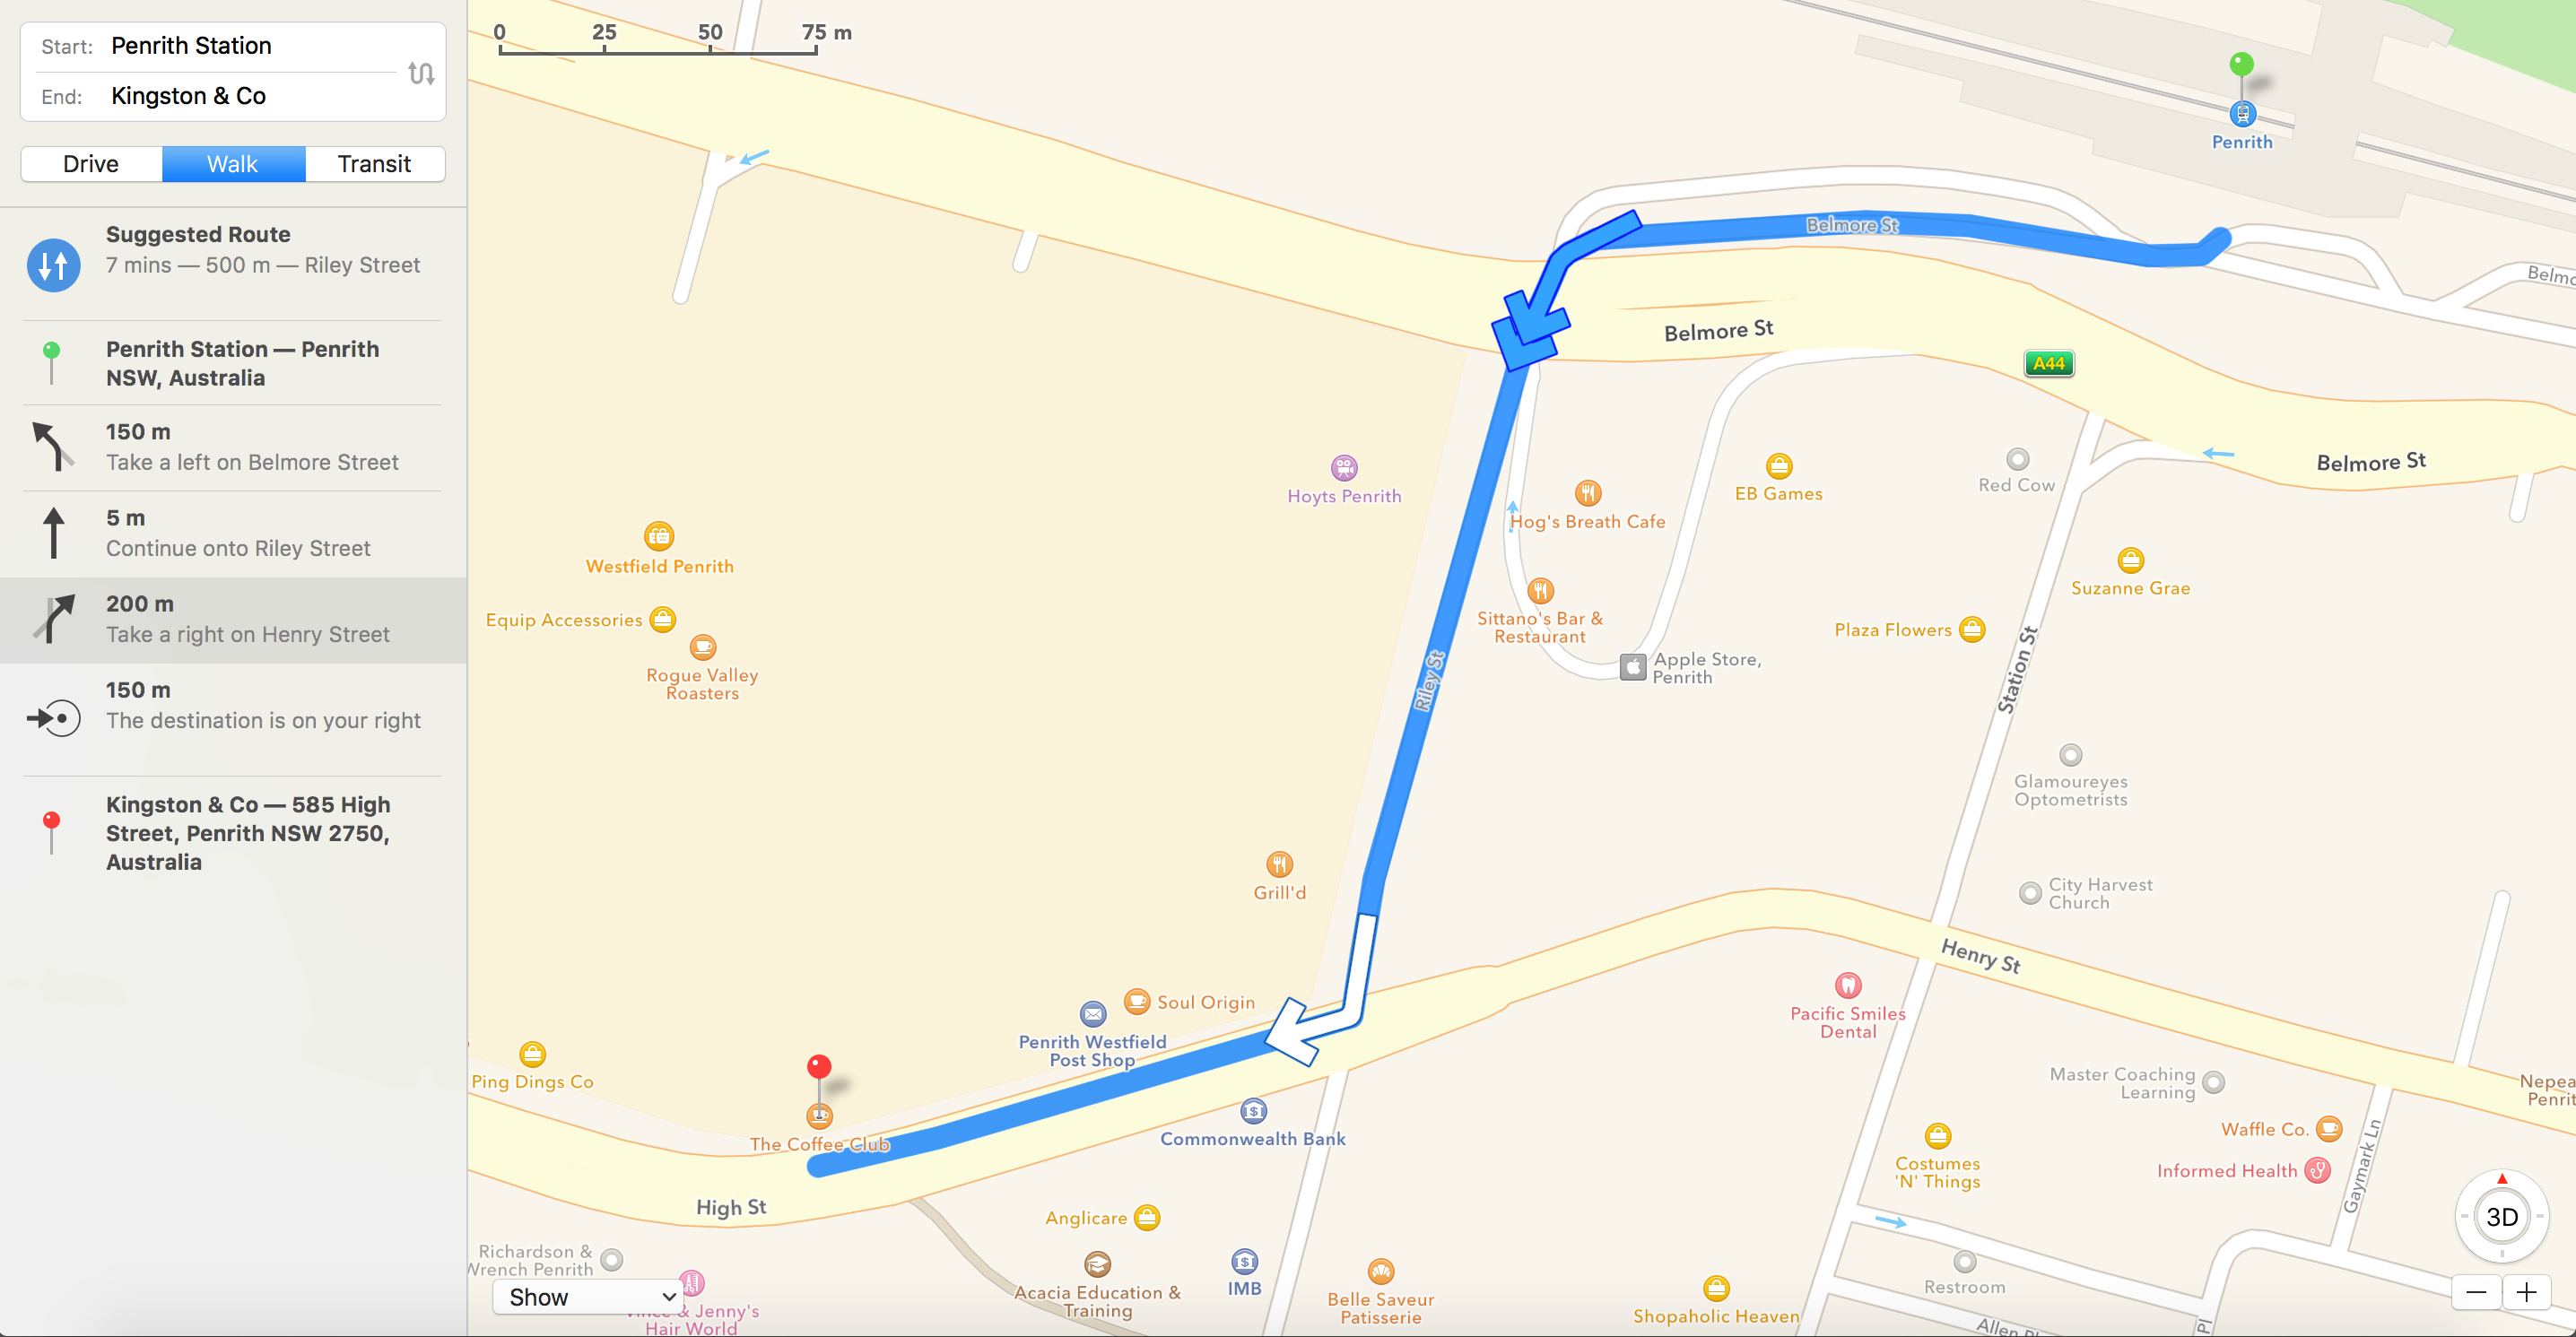 Start: Penrith Station
End: Kingston & Co
Drive
Walk
Transit
Suggested Route
7 mins — 500 m — Riley Street
Penrith Station — Penrith
NSW, Australia
150 m
Take a left on Belmore Street
5 m
Continue onto Riley Street
200 m
Take a right on Henry Street
150 m
The destination is on your right
Kingston & Co — 585 High
Street, Penrith NSW 2750,
Australia
0 25 50 75 m
Penrith
Belmore St
Belmo
Belmore St
A44
Belmore St
Hoyts Penrith
Hog's Breath Cafe
EB Games
Red Cow
Westfield Penrith
Suzanne Grae
Equip Accessories
Sittano's Bar &
Restaurant
Plaza Flowers
Rogue Valley
Roasters
Riley St
Apple Store,
Penrith
Station St
Glamoureyes
Optometrists
Grill'd
City Harvest
Church
Henry St
Soul Origin
Pacific Smiles
Dental
Penrith Westfield
Post Shop
Ping Dings Co
Master Coaching
Learning
Nepea
Penrit
The Coffee Club
Commonwealth Bank
Waffle Co.
Costumes
'N' Things
Informed Health
Gaymark Ln
High St
Anglicare
3D
Richardson &
Wrench Penrith
Acacia Education &
Training
IMB
Belle Saveur
Patisserie
Restroom
Shopaholic Heaven
Show
& Jenny's
Hair World
Allen Pl
Pl